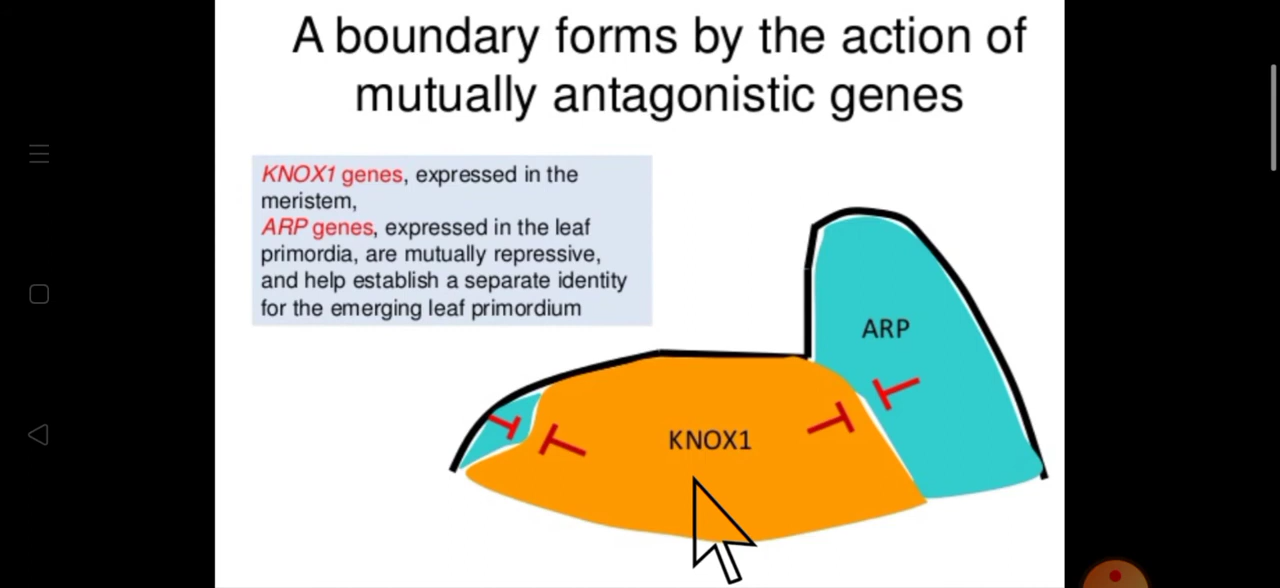 A boundary forms by the action of
mutually antagonistic genes
KNOX1 genes, expressed in the
meristem,
ARP genes, expressed in the leaf
primordia, are mutually repressive,
and help establish a separate identity
for the emerging leaf primordium
ARP
KNOX1